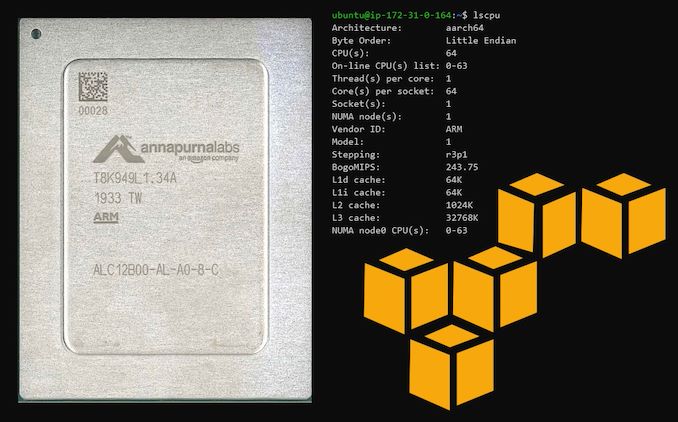 00028
annapurnalabs
an amazon company
T8K949L1.34A
1933 TW
ARM
ALC12B00-AL-A0-8-C
ubuntu@ip-172-31-0-164:~$ lscpu
Architecture: aarch64
Byte Order: Little Endian
CPU(s): 64
On-line CPU(s) list: 0-63
Thread(s) per core: 1
Core(s) per socket: 64
Socket(s): 1
NUMA node(s): 1
Vendor ID: ARM
Model: 1
Stepping: r3p1
BogoMIPS: 243.75
L1d cache: 64K
L1i cache: 64K
L2 cache: 1024K
L3 cache: 32768K
NUMA node0 CPU(s): 0-63